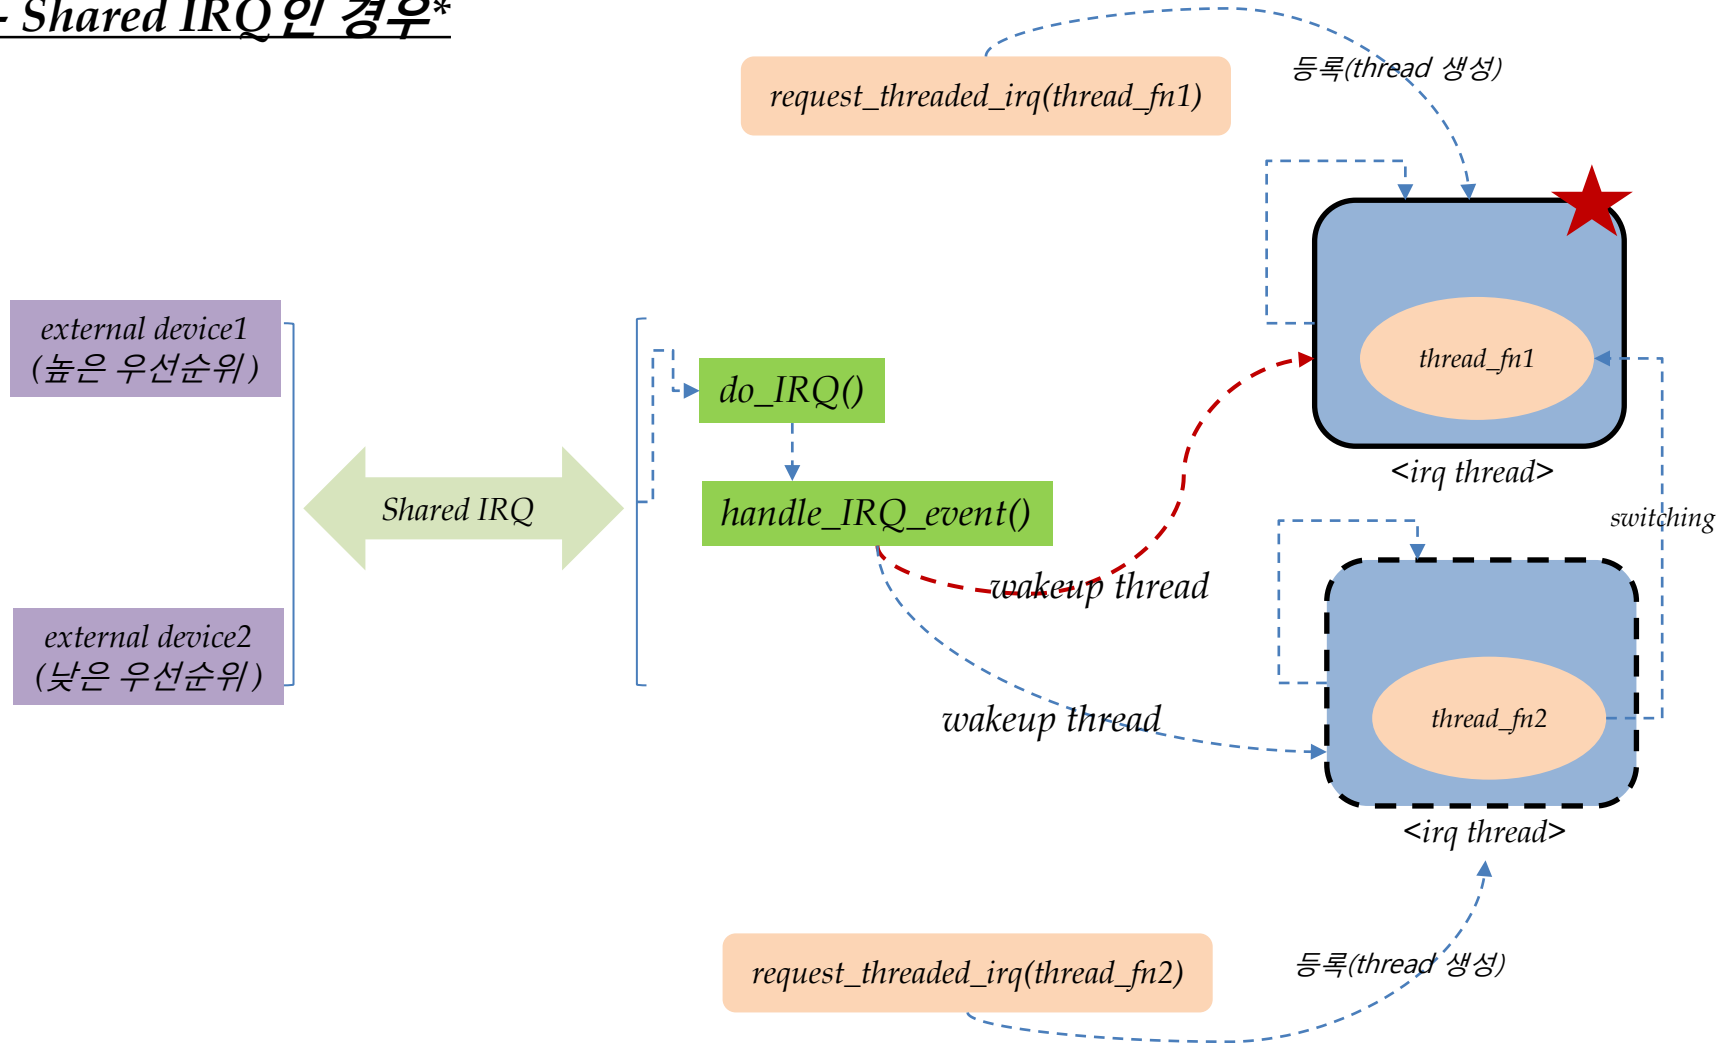 - Shared IRQ인 경우*
request_threaded_irq(thread_fn1)
등록(thread 생성)
external device1
(높은 우선순위)
do_IRQ()
thread_fn1
<irq thread>
Shared IRQ
handle_IRQ_event()
switching
wakeup thread
external device2
(낮은 우선순위)
wakeup thread
thread_fn2
<irq thread>
request_threaded_irq(thread_fn2)
등록(thread 생성)